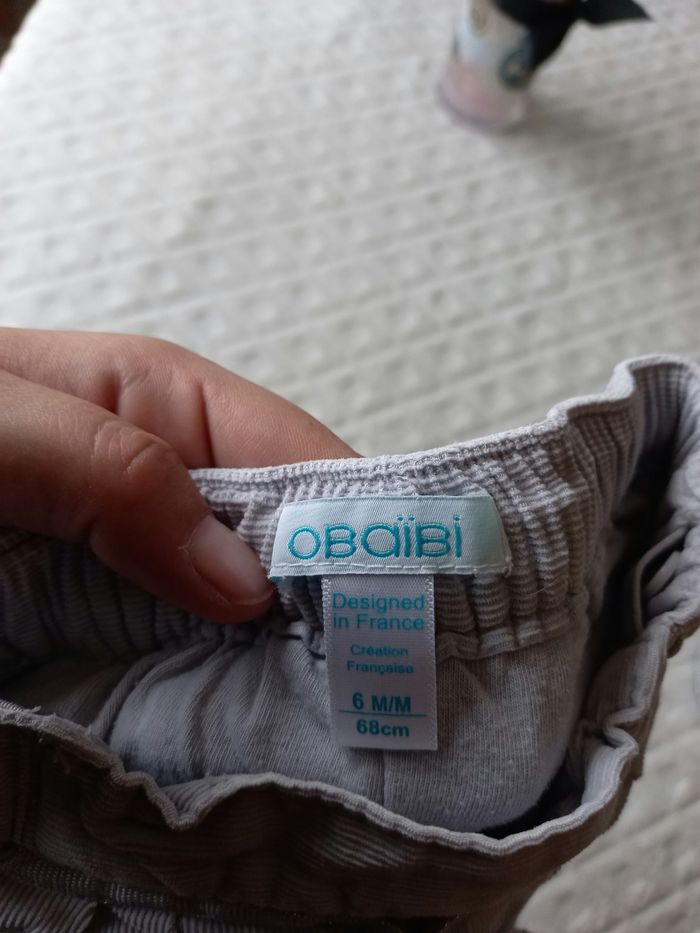 OBaïBi
Designed
in France
Création
Française
6 M/M
68cm